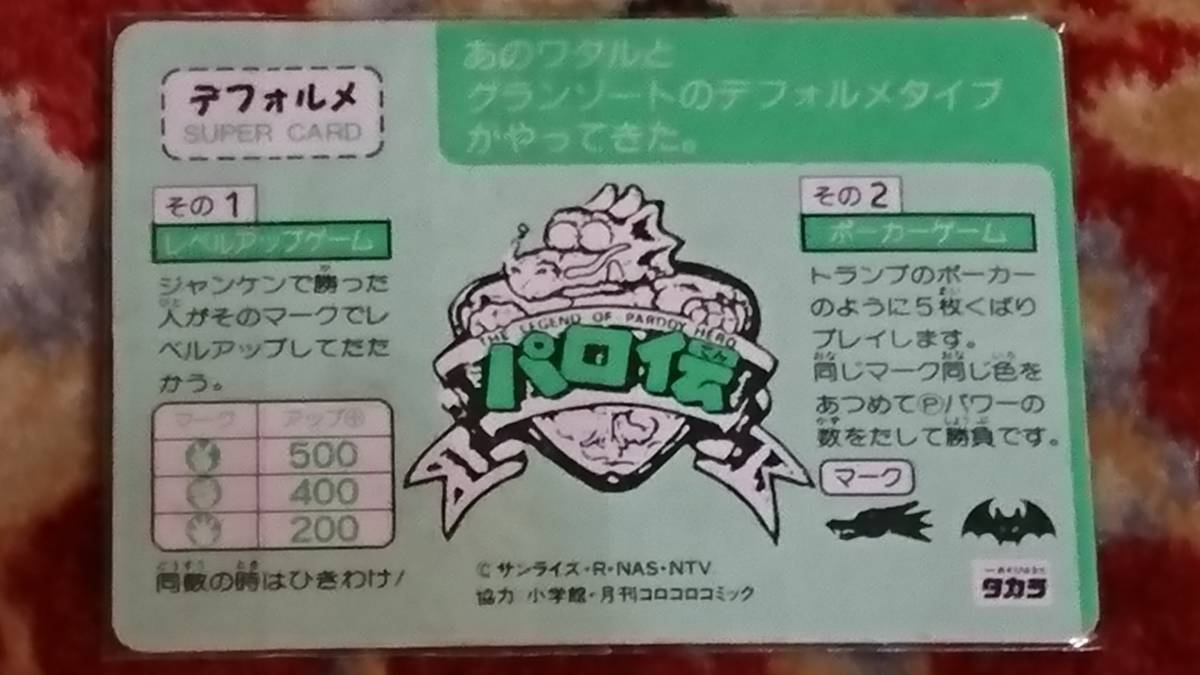 デフォルメ
SUPER CARD
あのワタルと
グランゾートのデフォルメタイプ
がやってきた。
その1
レベルアップゲーム
ジャンケンで勝った
人がそのマークでレ
ベルアップしてたた
かう。
マーク アップ㊉
500
400
200
同数の時はひきわけ!
THE LEGEND OF PARDOY HERO
パロ伝
でん
その2
ポーカーゲーム
トランプのポーカー
のように5枚くばり
プレイします。
同じマーク同じ色を
あつめてⓅパワーの
数をたして勝負です。
マーク
©サンライズ・R・NAS・NTV
協力 小学館・月刊コロコロコミック
タカラ